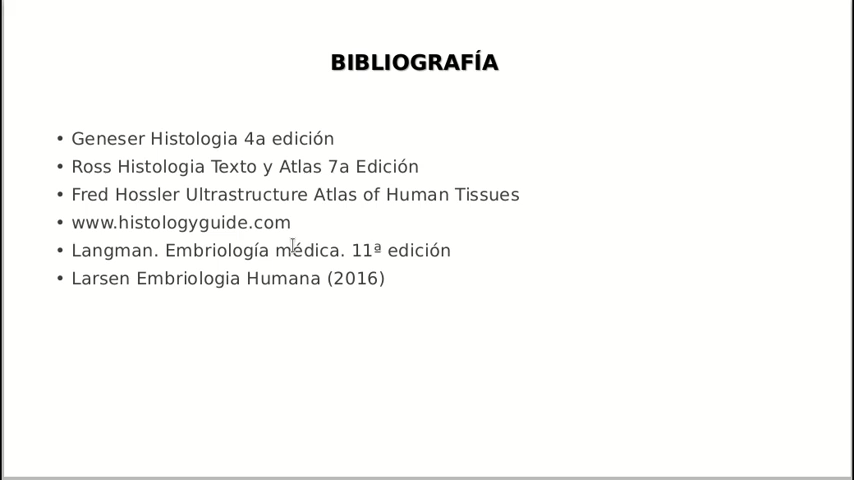 BIBLIOGRAFÍA
• Geneser Histologia 4a edición
• Ross Histologia Texto y Atlas 7a Edición
• Fred Hossler Ultrastructure Atlas of Human Tissues
• www.histologyguide.com
• Langman. Embriología médica. 11ª edición
• Larsen Embriologia Humana (2016)